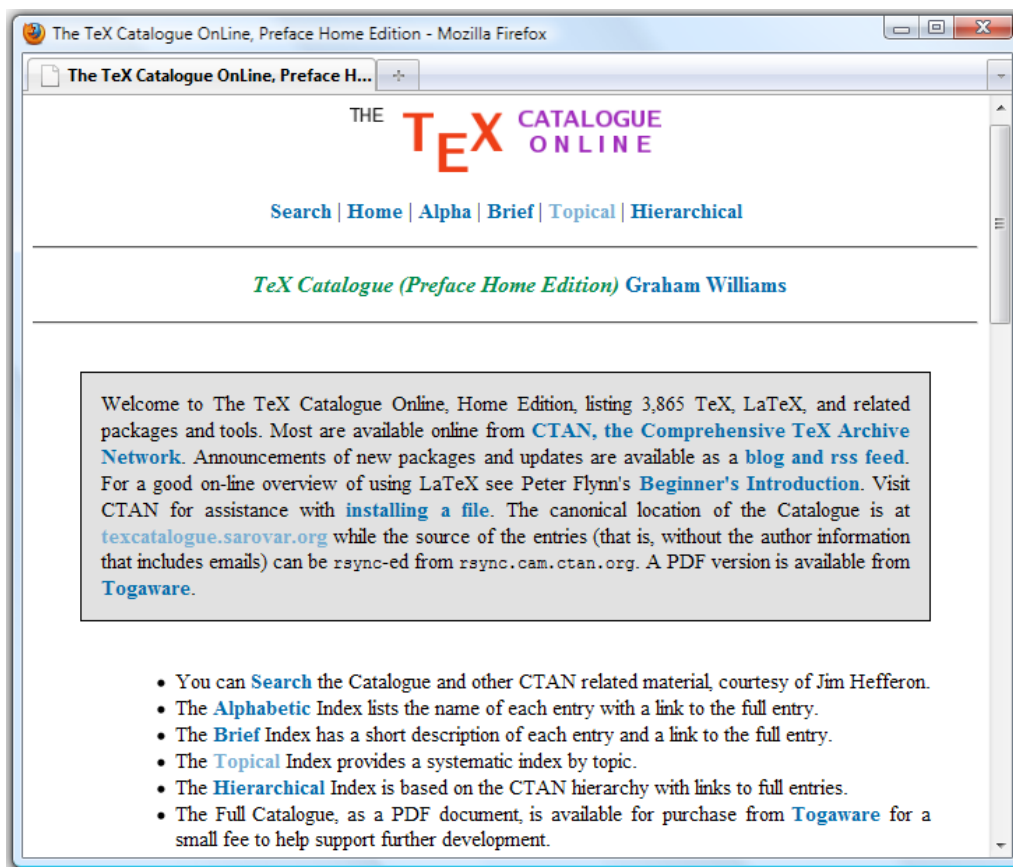 The TeX Catalogue OnLine, Preface Home Edition - Mozilla Firefox
The TeX Catalogue OnLine, Preface H...
THE TEX CATALOGUE
ONLINE
Search | Home | Alpha | Brief | Topical | Hierarchical
TeX Catalogue (Preface Home Edition) Graham Williams
Welcome to The TeX Catalogue Online, Home Edition, listing 3,865 TeX, LaTeX, and related
packages and tools. Most are available online from CTAN, the Comprehensive TeX Archive
Network. Announcements of new packages and updates are available as a blog and rss feed.
For a good on-line overview of using LaTeX see Peter Flynn's Beginner's Introduction. Visit
CTAN for assistance with installing a file. The canonical location of the Catalogue is at
texcatalogue.sarovar.org while the source of the entries (that is, without the author information
that includes emails) can be rsync-ed from rsync.cam.ctan.org. A PDF version is available from
Togaware.
• You can Search the Catalogue and other CTAN related material, courtesy of Jim Hefferon.
• The Alphabetic Index lists the name of each entry with a link to the full entry.
• The Brief Index has a short description of each entry and a link to the full entry.
• The Topical Index provides a systematic index by topic.
• The Hierarchical Index is based on the CTAN hierarchy with links to full entries.
• The Full Catalogue, as a PDF document, is available for purchase from Togaware for a
small fee to help support further development.